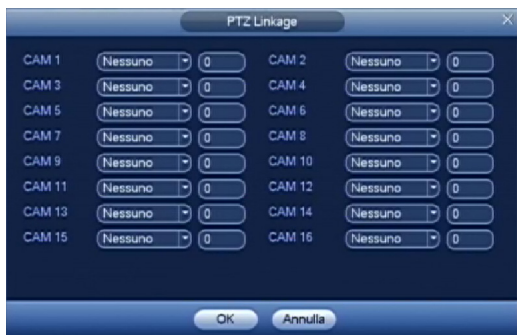 PTZ Linkage
CAM 1 Nessuno 0 CAM 2 Nessuno 0
CAM 3 Nessuno 0 CAM 4 Nessuno 0
CAM 5 Nessuno 0 CAM 6 Nessuno 0
CAM 7 Nessuno 0 CAM 8 Nessuno 0
CAM 9 Nessuno 0 CAM 10 Nessuno 0
CAM 11 Nessuno 0 CAM 12 Nessuno 0
CAM 13 Nessuno 0 CAM 14 Nessuno 0
CAM 15 Nessuno 0 CAM 16 Nessuno 0
OK Annulla